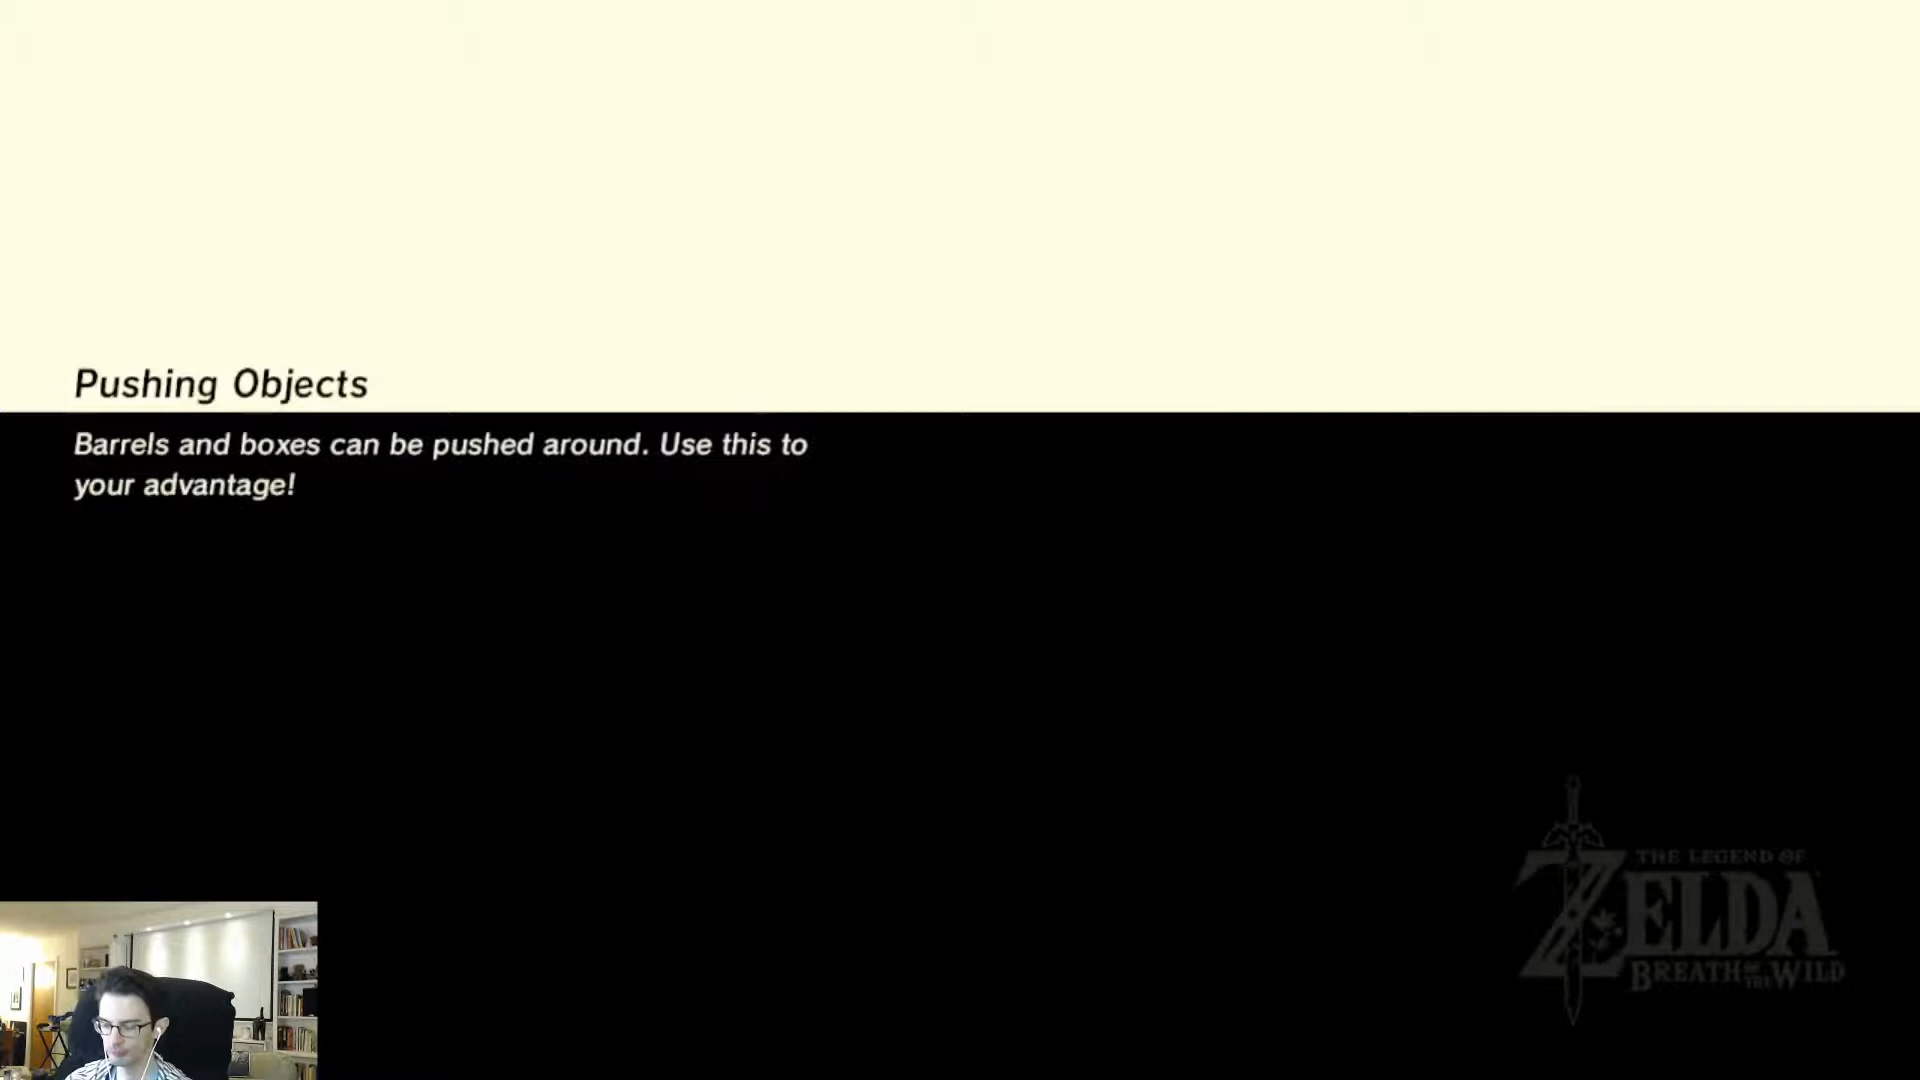 Pushing Objects
Barrels and boxes can be pushed around. Use this to
your advantage!
THE LEGEND OF
ZELDA
BREATH OF THE WILD